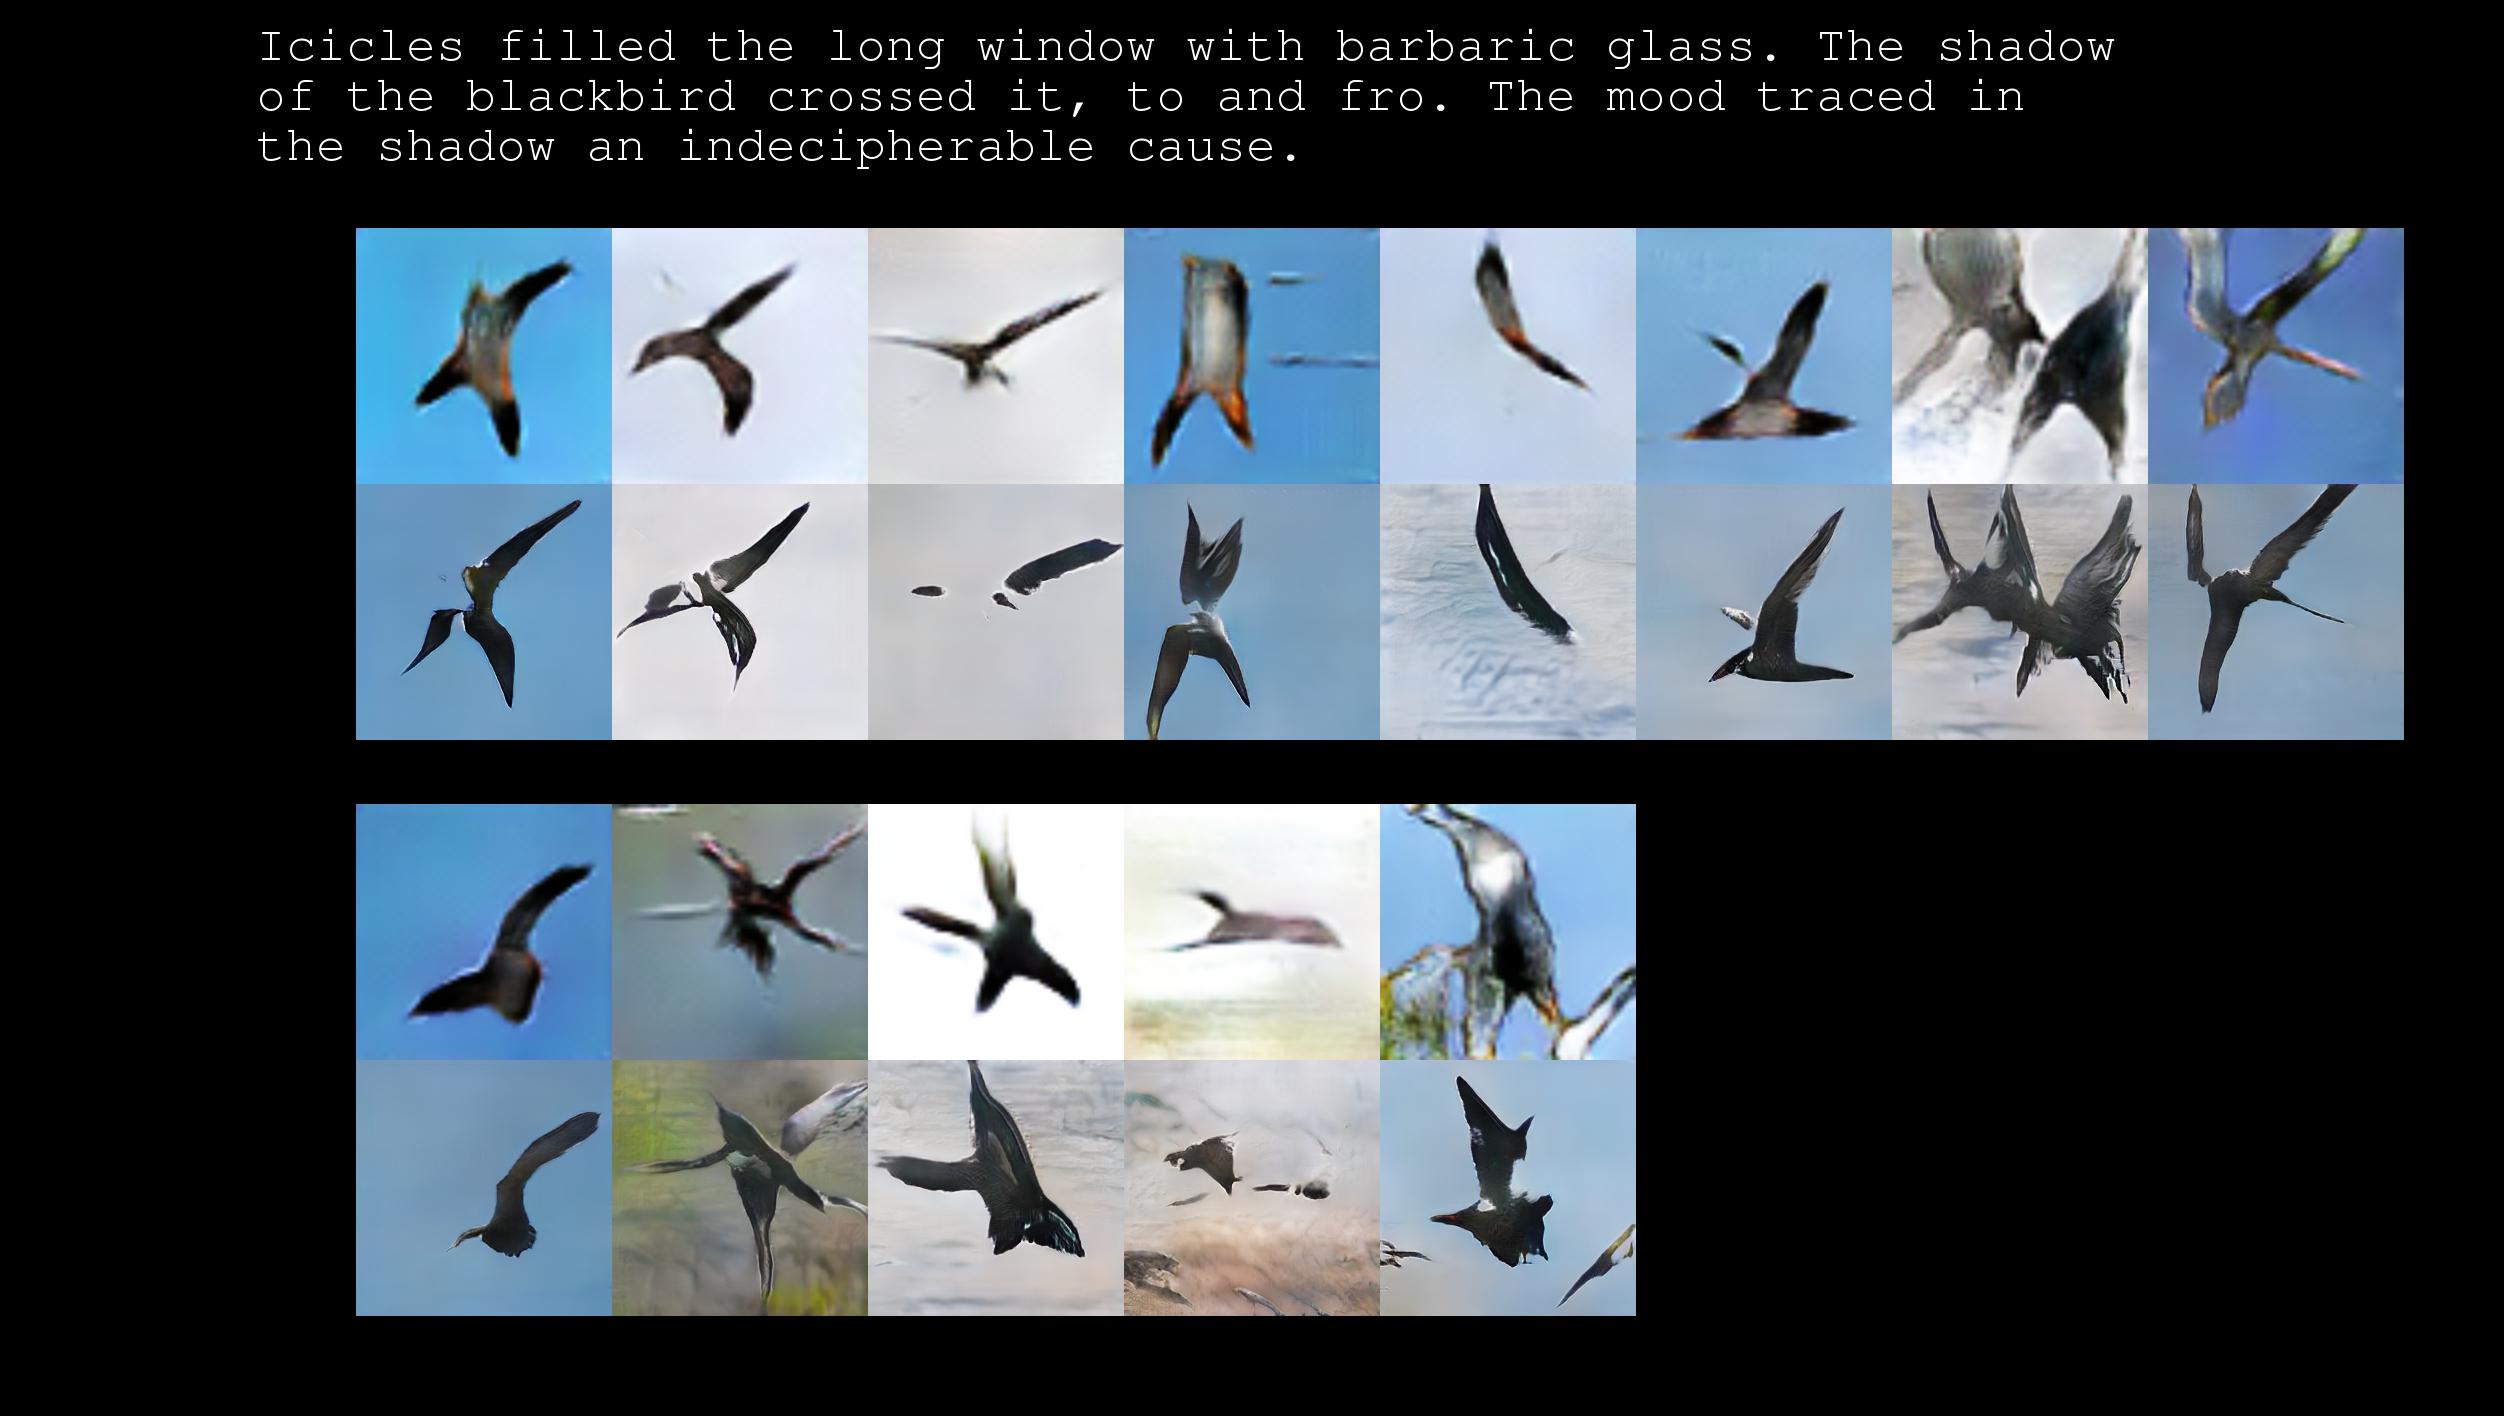 Icicles filled the long window with barbaric glass. The shadow
of the blackbird crossed it, to and fro. The mood traced in
the shadow an indecipherable cause.